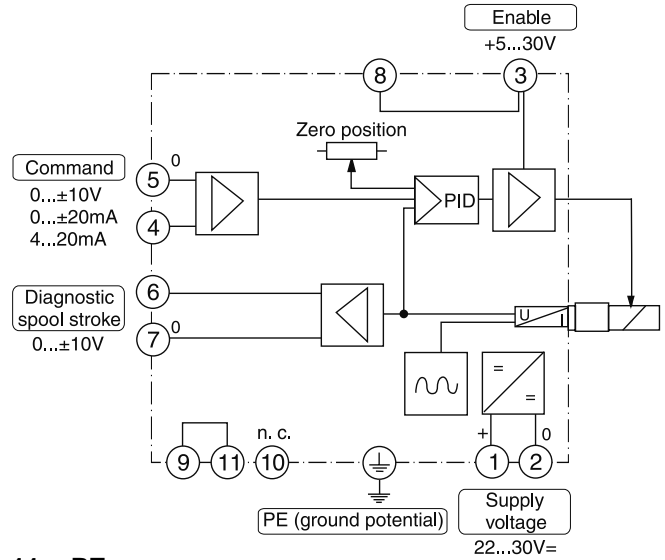 Enable
+5...30V
8
3
Zero position
Command
0...±10V
0...±20mA
4...20mA
5
0
4
PID
Diagnostic
spool stroke
0...±10V
6
7
0
U
I
=
=
n. c.
+
0
9
11
10
1
2
PE (ground potential)
Supply
voltage
22...30V=